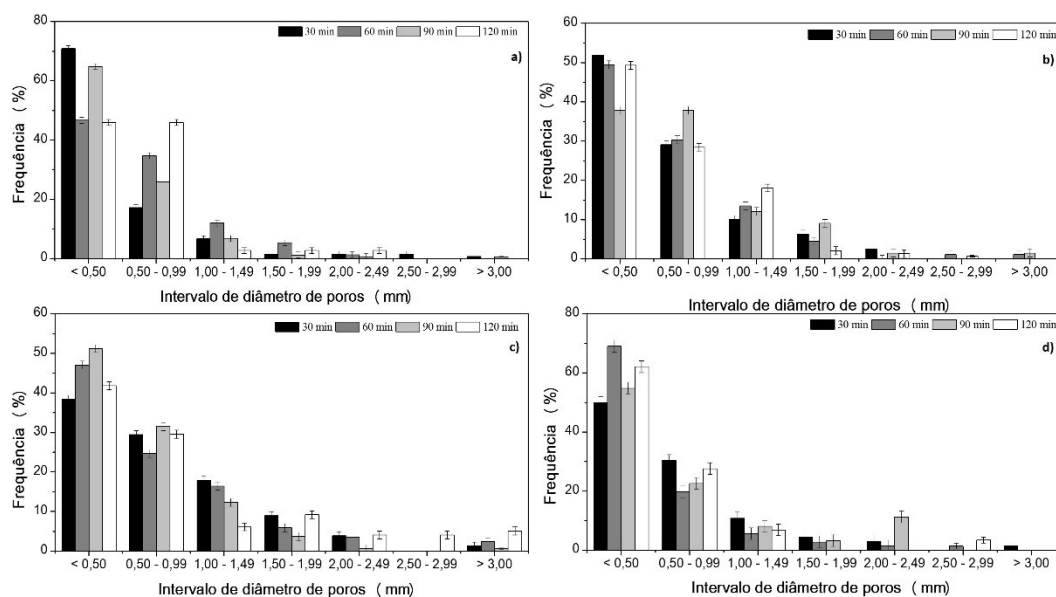 30 min 60 min 90 min 120 min
a)
Frequência ( % )
80
60
40
20
0
< 0,50 0,50 - 0,99 1,00 - 1,49 1,50 - 1,99 2,00 - 2,49 2,50 - 2,99 > 3,00
Intervalo de diâmetro de poros ( mm )
30 min 60 min 90 min 120 min
b)
Frequência ( % )
60
50
40
30
20
10
0
< 0,50 0,50 - 0,99 1,00 - 1,49 1,50 - 1,99 2,00 - 2,49 2,50 - 2,99 > 3,00
Intervalo de diâmetro de poros ( mm )
30 min 60 min 90 min 120 min
c)
Frequência ( % )
50
40
30
20
10
0
< 0,50 0,50 - 0,99 1,00 - 1,49 1,50 - 1,99 2,00 - 2,49 2,50 - 2,99 > 3,00
Intervalo de diâmetro de poros ( mm )
30 min 60 min 90 min 120 min
d)
Frequência ( % )
80
60
40
20
0
< 0,50 0,50 - 0,99 1,00 - 1,49 1,50 - 1,99 2,00 - 2,49 2,50 - 2,99 > 3,00
Intervalo de diâmetro de poros ( mm )